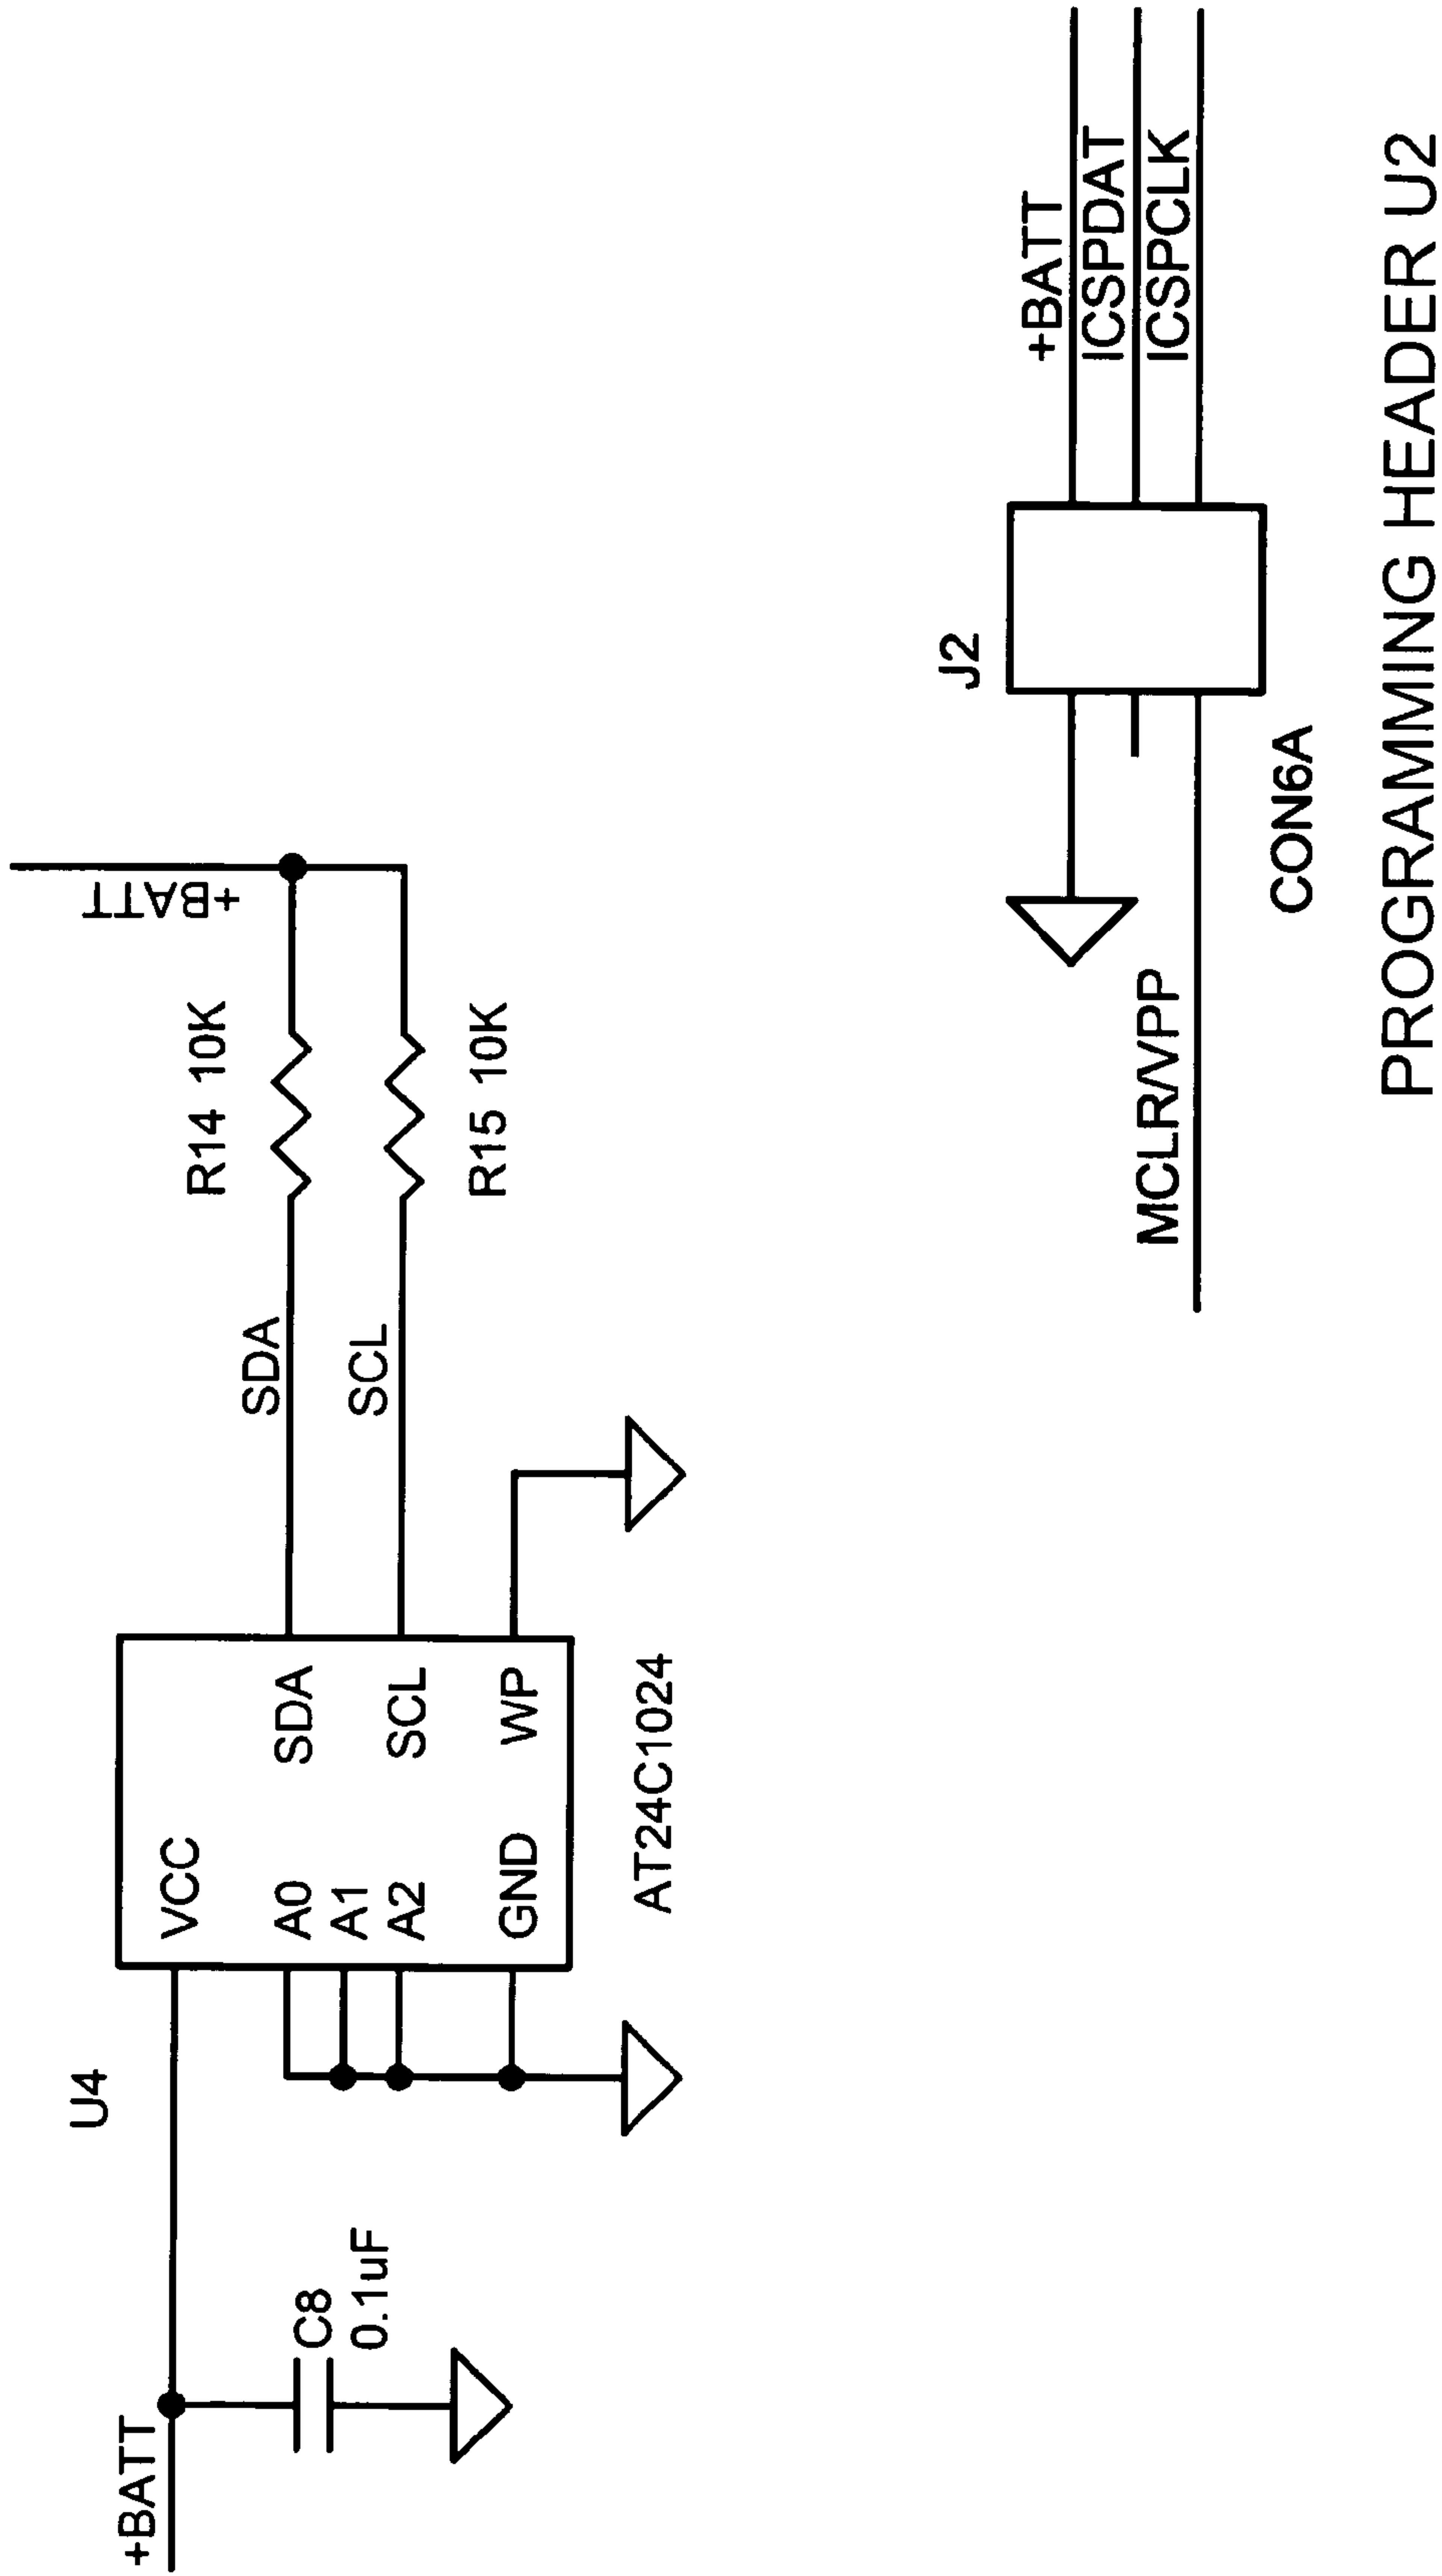 U4
+BATT
C8
0.1uF
VCC
A0
A1
A2
GND
SDA
SCL
WP
AT24C1024
SDA
SCL
R14 10K
R15 10K
+BATT
J2
+BATT
ICSPDAT
ICSPCLK
MCLR/VPP
CON6A
PROGRAMMING HEADER U2